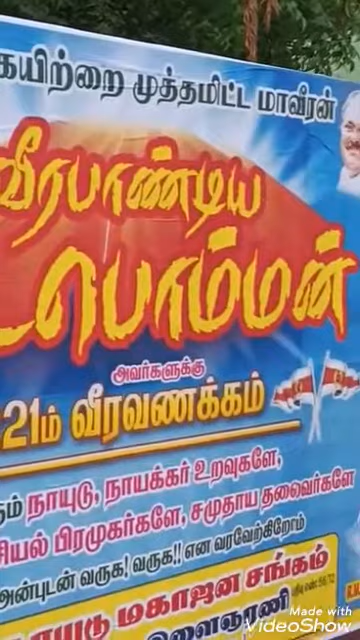 கயிற்றை முத்தமிட்ட மாவீரன்
வீரபாண்டிய
பொம்மன்
அவர்களுக்கு
21ம் வீரவணக்கம்
நாயுடு, நாயக்கர் உறவுகளே,
பிரமுகர்களே, சமுதாய தலைவர்களே
அன்புடன் வருக! வருக!! என வரவேற்கிறோம்
மகாஜன சங்கம்
Made with
VideoShow